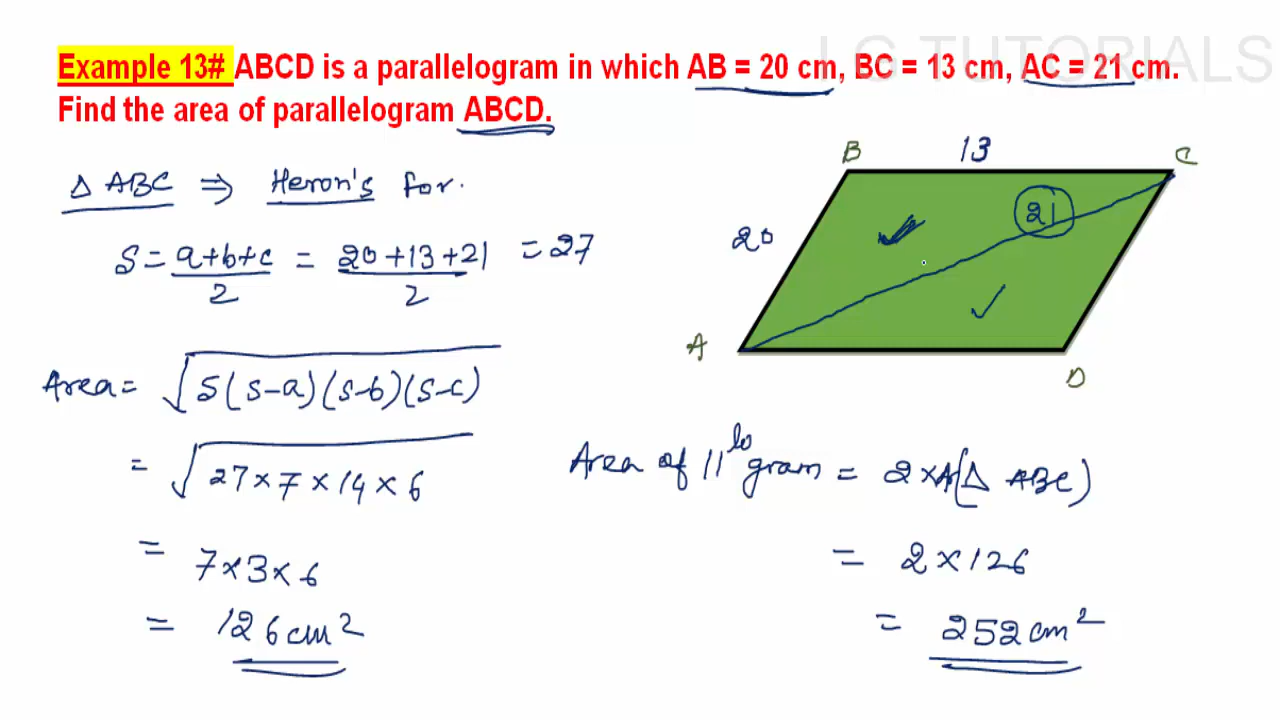 LC TUTORIALS
Example 13# ABCD is a parallelogram in which AB = 20 cm, BC = 13 cm, AC = 21 cm.
Find the area of parallelogram ABCD.
Δ ABC ⇒ Heron's for.
S = a+b+c/2 = 20+13+21/2 = 27
Area = √S(s-a)(s-b)(s-c)
= √27×7×14×6
= 7×3×6
= 126 cm²
B 13 C
20 21
A D
Area of ||lo gram = 2×A(Δ ABC)
= 2×126
= 252 cm²